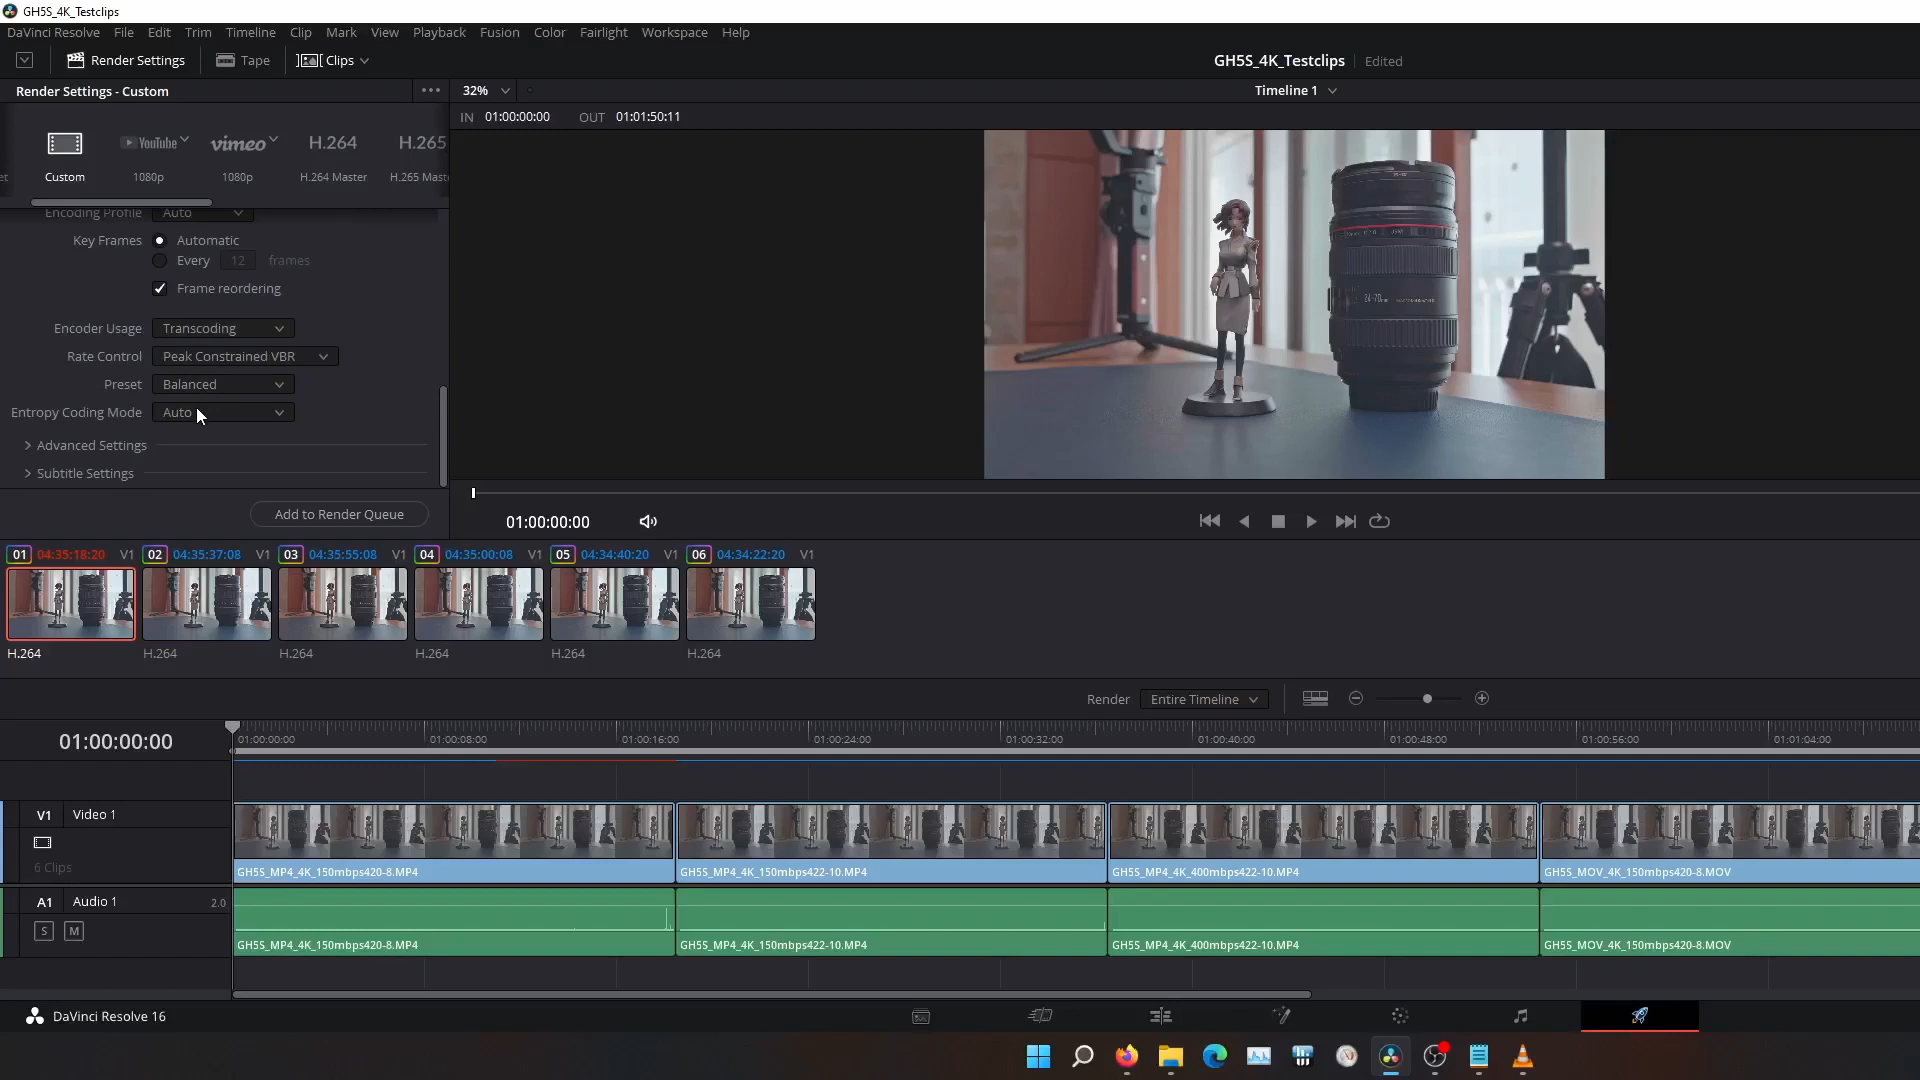 GH5S_4K_Testclips
DaVinci Resolve File Edit Trim Timeline Clip Mark View Playback Fusion Color Fairlight Workspace Help
Render Settings Tape Clips
GH5S_4K_Testclips Edited
Render Settings - Custom
32%
Timeline 1
IN 01:00:00:00 OUT 01:01:50:11
YouTube vimeo H.264 H.265
et Custom 1080p 1080p H.264 Master H.265 Mast
Encoding Profile Auto
Key Frames Automatic
Every 12 frames
Frame reordering
Encoder Usage Transcoding
Rate Control Peak Constrained VBR
Preset Balanced
Entropy Coding Mode Auto
Advanced Settings
Subtitle Settings
Add to Render Queue
24-70mm
01:00:00:00
01 04:35:18:20 V1 02 04:35:37:08 V1 03 04:35:55:08 V1 04 04:35:00:08 V1 05 04:34:40:20 V1 06 04:34:22:20 V1
H.264 H.264 H.264 H.264 H.264 H.264
Render Entire Timeline
01:00:00:00
01:00:00:00 01:00:08:00 01:00:16:00 01:00:24:00 01:00:32:00 01:00:40:00 01:00:48:00 01:00:56:00 01:01:04:00
V1 Video 1
6 Clips
GH5S_MP4_4K_150mbps420-8.MP4 GH5S_MP4_4K_150mbps422-10.MP4 GH5S_MP4_4K_400mbps422-10.MP4 GH5S_MOV_4K_150mbps420-8.MOV
A1 Audio 1 2.0
S M
GH5S_MP4_4K_150mbps420-8.MP4 GH5S_MP4_4K_150mbps422-10.MP4 GH5S_MP4_4K_400mbps422-10.MP4 GH5S_MOV_4K_150mbps420-8.MOV
DaVinci Resolve 16